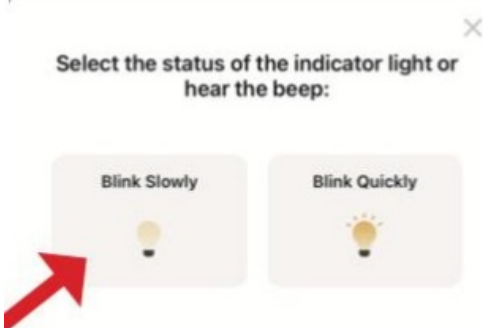 Select the status of the indicator light or
hear the beep:
Blink Slowly
Blink Quickly